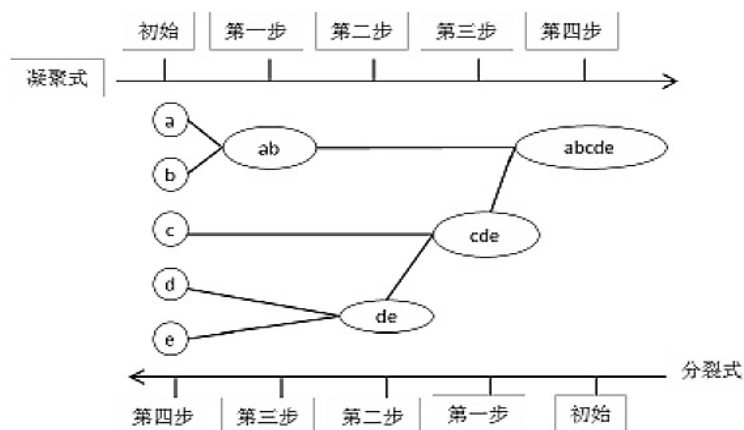 初始 第一步 第二步 第三步 第四步
凝聚式
a
ab
abcde
b
c
cde
d
de
e
分裂式
第四步 第三步 第二步 第一步 初始